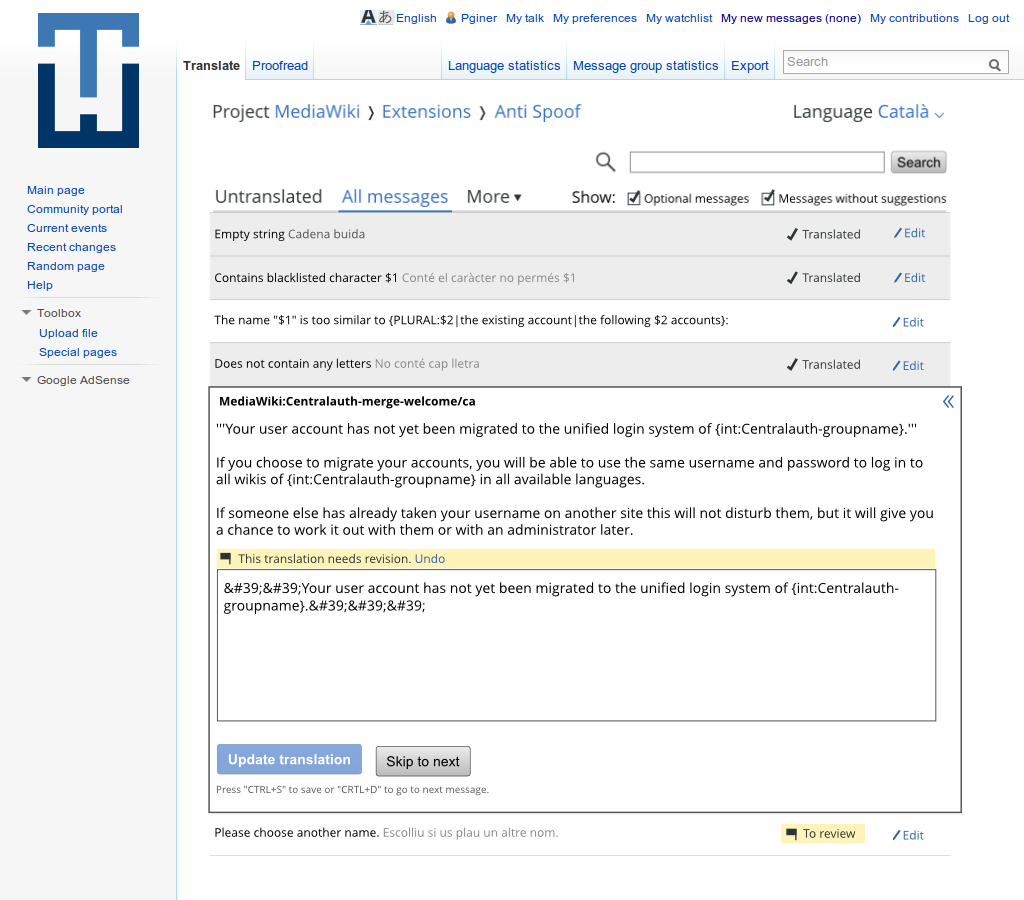 Aあ English Pginer My talk My preferences My watchlist My new messages (none) My contributions Log out
Translate Proofread Language statistics Message group statistics Export Search
Project MediaWiki ❭ Extensions ❭ Anti Spoof Language Català
Search
Untranslated All messages More ▾ Show: Optional messages Messages without suggestions
Main page
Community portal
Current events
Recent changes
Random page
Help
Toolbox
Upload file
Special pages
Google AdSense
Empty string Cadena buida Translated Edit
Contains blacklisted character $1 Conté el caràcter no permés $1 Translated Edit
The name "$1" is too similar to {PLURAL:$2|the existing account|the following $2 accounts}: Edit
Does not contain any letters No conté cap lletra Translated Edit
MediaWiki:Centralauth-merge-welcome/ca «
'''Your user account has not yet been migrated to the unified login system of {int:Centralauth-groupname}.'''
If you choose to migrate your accounts, you will be able to use the same username and password to log in to
all wikis of {int:Centralauth-groupname} in all available languages.
If someone else has already taken your username on another site this will not disturb them, but it will give you
a chance to work it out with them or with an administrator later.
This translation needs revision. Undo
&#39;&#39;Your user account has not yet been migrated to the unified login system of {int:Centralauth-
groupname}.&#39;&#39;&#39;
Update translation Skip to next
Press "CTRL+S" to save or "CRTL+D" to go to next message.
Please choose another name. Escolliu si us plau un altre nom. To review Edit